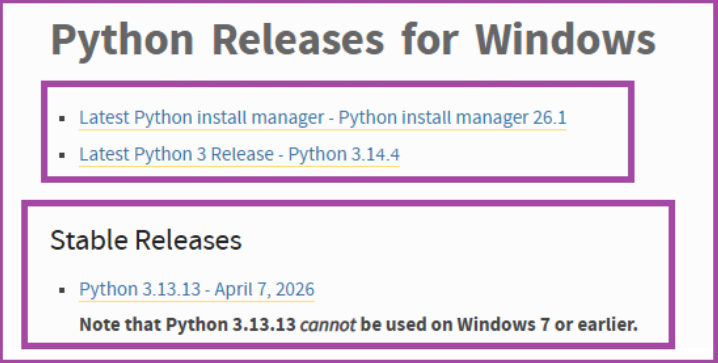 Python Releases for Windows
Latest Python install manager - Python install manager 26.1
Latest Python 3 Release - Python 3.14.4
Stable Releases
Python 3.13.13 - April 7, 2026
Note that Python 3.13.13 cannot be used on Windows 7 or earlier.